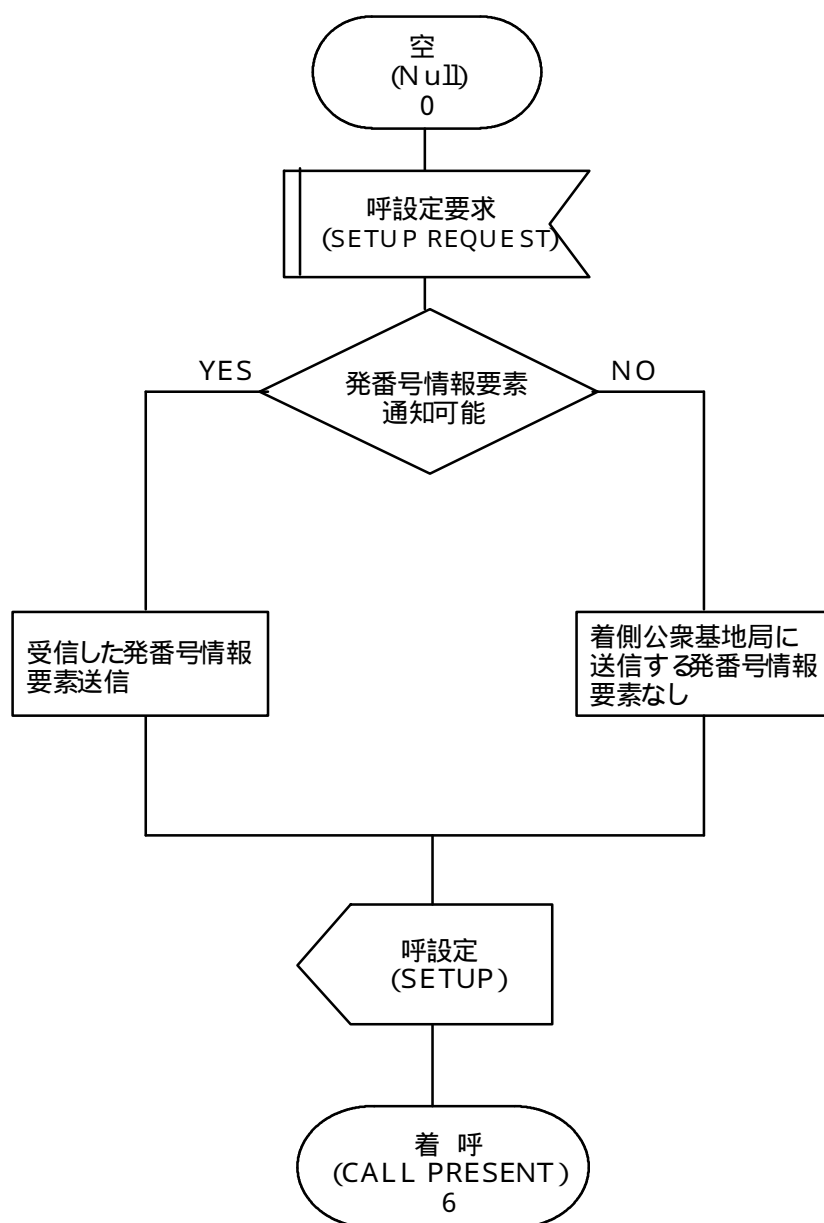 空
(Null)
0
呼設定要求
(SETUP REQUEST)
YES
発番号情報要素
通知可能
NO
受信した発番号情報
要素送信
着側公衆基地局に
送信する発番号情報
要素なし
呼設定
(SETUP)
着 呼
(CALL PRESENT)
6